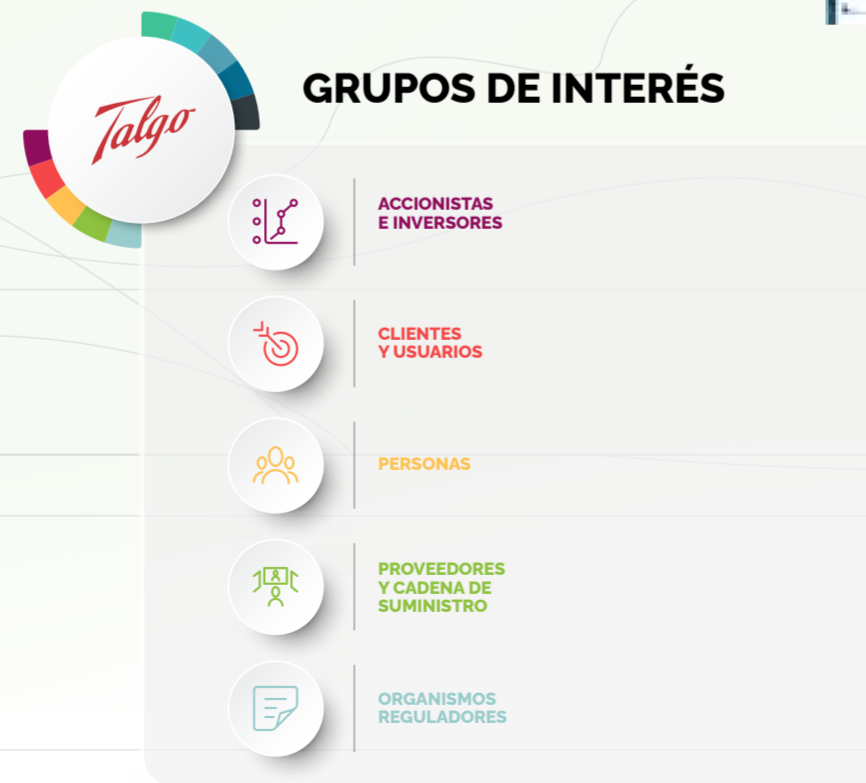 Talgo
GRUPOS DE INTERÉS
ACCIONISTAS
E INVERSORES
CLIENTES
Y USUARIOS
PERSONAS
PROVEEDORES
Y CADENA DE
SUMINISTRO
ORGANISMOS
REGULADORES